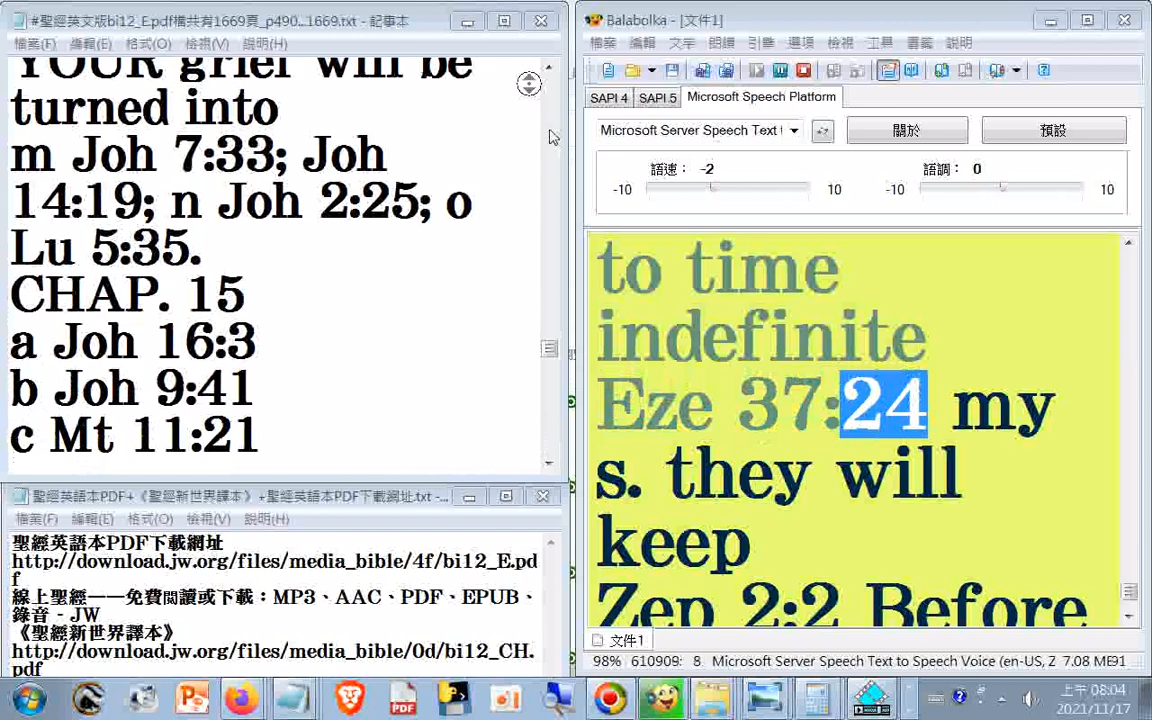 #聖經英文版bi12_E.pdf檔共有1669頁_p490...1669.txt - 記事本
檔案(F) 編輯(E) 格式(O) 檢視(V) 說明(H)
YOUR grief will be
turned into
m Joh 7:33; Joh
14:19; n Joh 2:25; o
Lu 5:35.
CHAP. 15
a Joh 16:3
b Joh 9:41
c Mt 11:21
聖經英語本PDF+《聖經新世界譯本》+聖經英語本PDF下載網址.txt -...
檔案(F) 編輯(E) 格式(O) 檢視(V) 說明(H)
聖經英語本PDF下載網址
http://download.jw.org/files/media_bible/4f/bi12_E.pd
f
線上聖經——免費閱讀或下載：MP3、AAC、PDF、EPUB、
錄音 - JW
《聖經新世界譯本》
http://download.jw.org/files/media_bible/0d/bi12_CH.
pdf
Balabolka - [文件1]
檔案 編輯 文字 朗讀 引擎 選項 檢視 工具 書籤 說明
SAPI 4 SAPI 5 Microsoft Speech Platform
Microsoft Server Speech Text
關於 預設
語速： -2 語調： 0
-10 10 -10 10
to time
indefinite
Eze 37:24 my
s. they will
keep
Zep 2:2 Before
文件1
98% 610909: 8 Microsoft Server Speech Text to Speech Voice (en-US, Z 7.08 ME91
PDF
上午 08:04
2021/11/17